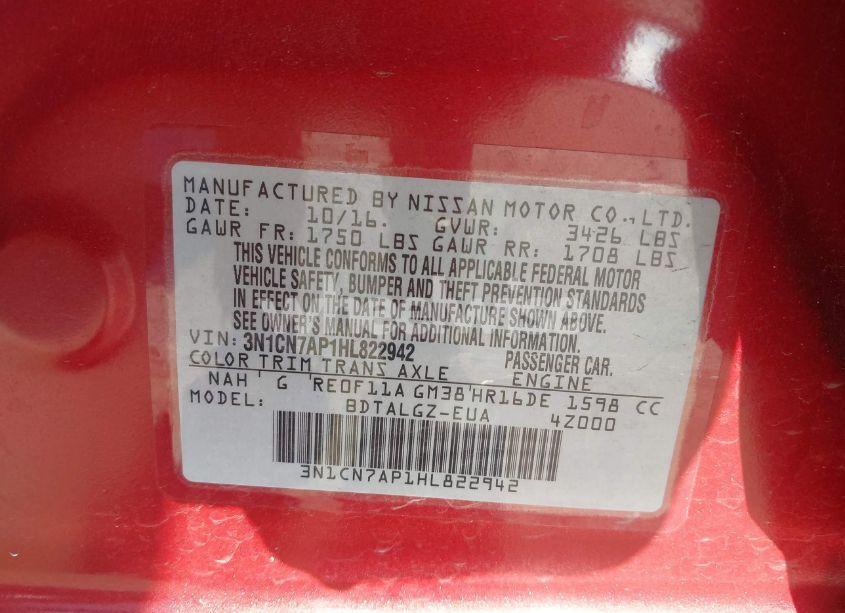 MANUFACTURED BY NISSAN MOTOR CO.,LTD.
DATE: 10/16. GVWR: 3426 LBS
GAWR FR: 1750 LBS GAWR RR: 1708 LBS
THIS VEHICLE CONFORMS TO ALL APPLICABLE FEDERAL MOTOR
VEHICLE SAFETY, BUMPER AND THEFT PREVENTION STANDARDS
IN EFFECT ON THE DATE OF MANUFACTURE SHOWN ABOVE.
SEE OWNER'S MANUAL FOR ADDITIONAL INFORMATION.
VIN: 3N1CN7AP1HL822942 PASSENGER CAR.
COLOR TRIM TRANS AXLE ENGINE
NAH ' G ' RE0F11A GM38'HR16DE 1598 CC
MODEL: BDTALGZ-EUA 4Z000
3N1CN7AP1HL822942